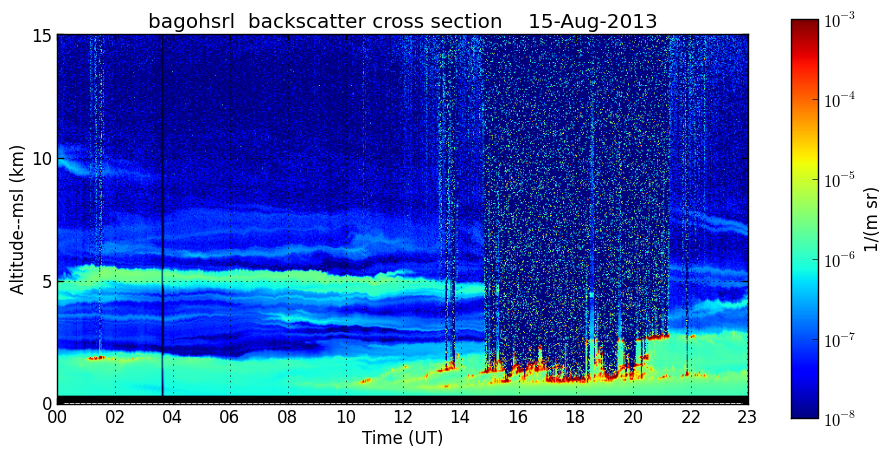 bagohsrl  backscatter cross section    15-Aug-2013
15
10
5
0
Altitude--msl (km)
00 02 04 06 08 10 12 14 16 18 20 22 23
Time (UT)
10⁻³
10⁻⁴
10⁻⁵
10⁻⁶
10⁻⁷
10⁻⁸
1/(m sr)